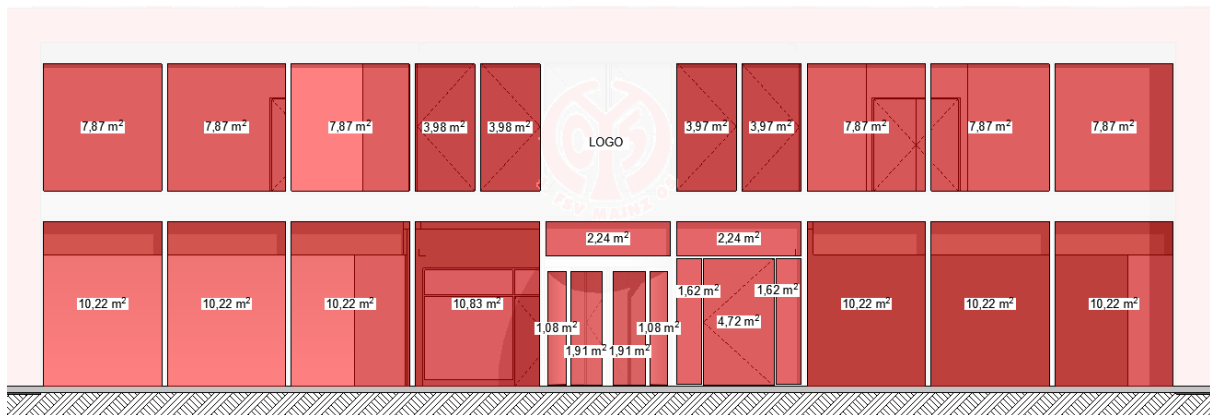 7,87 m²
7,87 m²
7,87 m²
3,98 m²
3,98 m²
LOGO
3,97 m²
3,97 m²
7,87 m²
7,87 m²
7,87 m²
FSV MAINZ 05
2,24 m²
2,24 m²
10,22 m²
10,22 m²
10,22 m²
10,83 m²
1,08 m²
1,91 m²
1,91 m²
1,08 m²
1,62 m²
4,72 m²
1,62 m²
10,22 m²
10,22 m²
10,22 m²